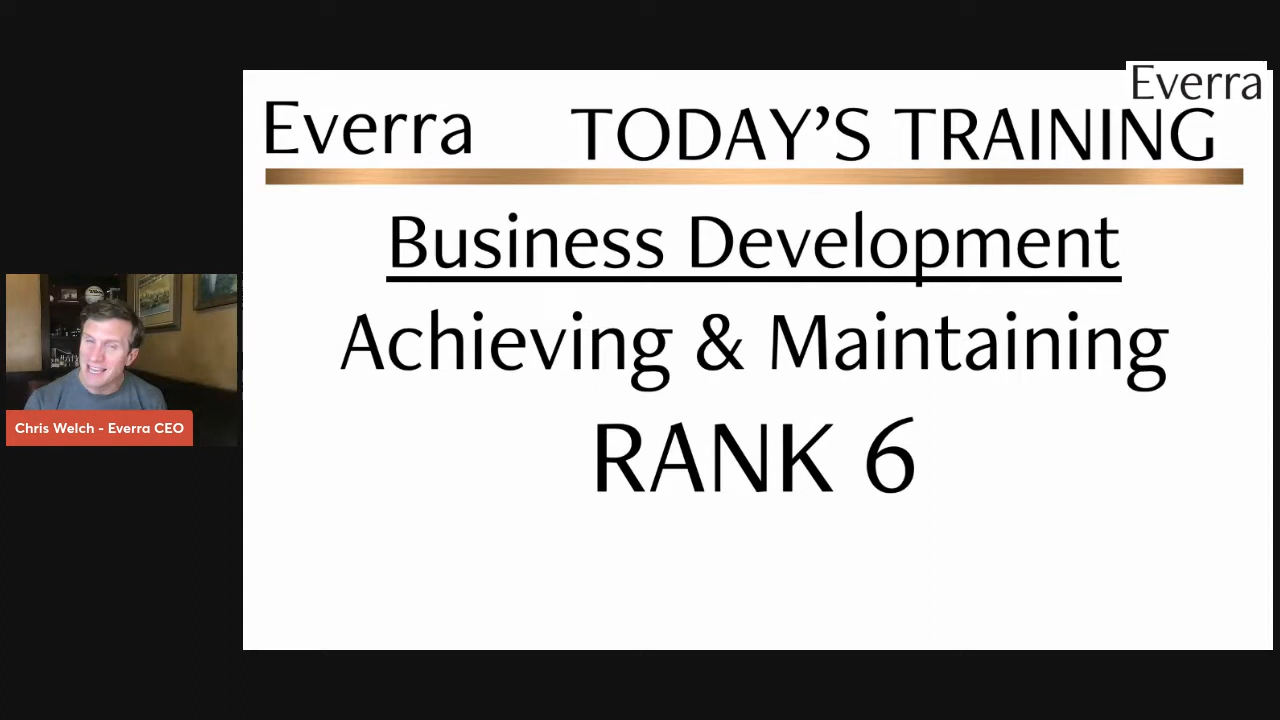 Everra
Everra TODAY'S TRAINING
Business Development
Achieving & Maintaining
RANK 6
Chris Welch - Everra CEO